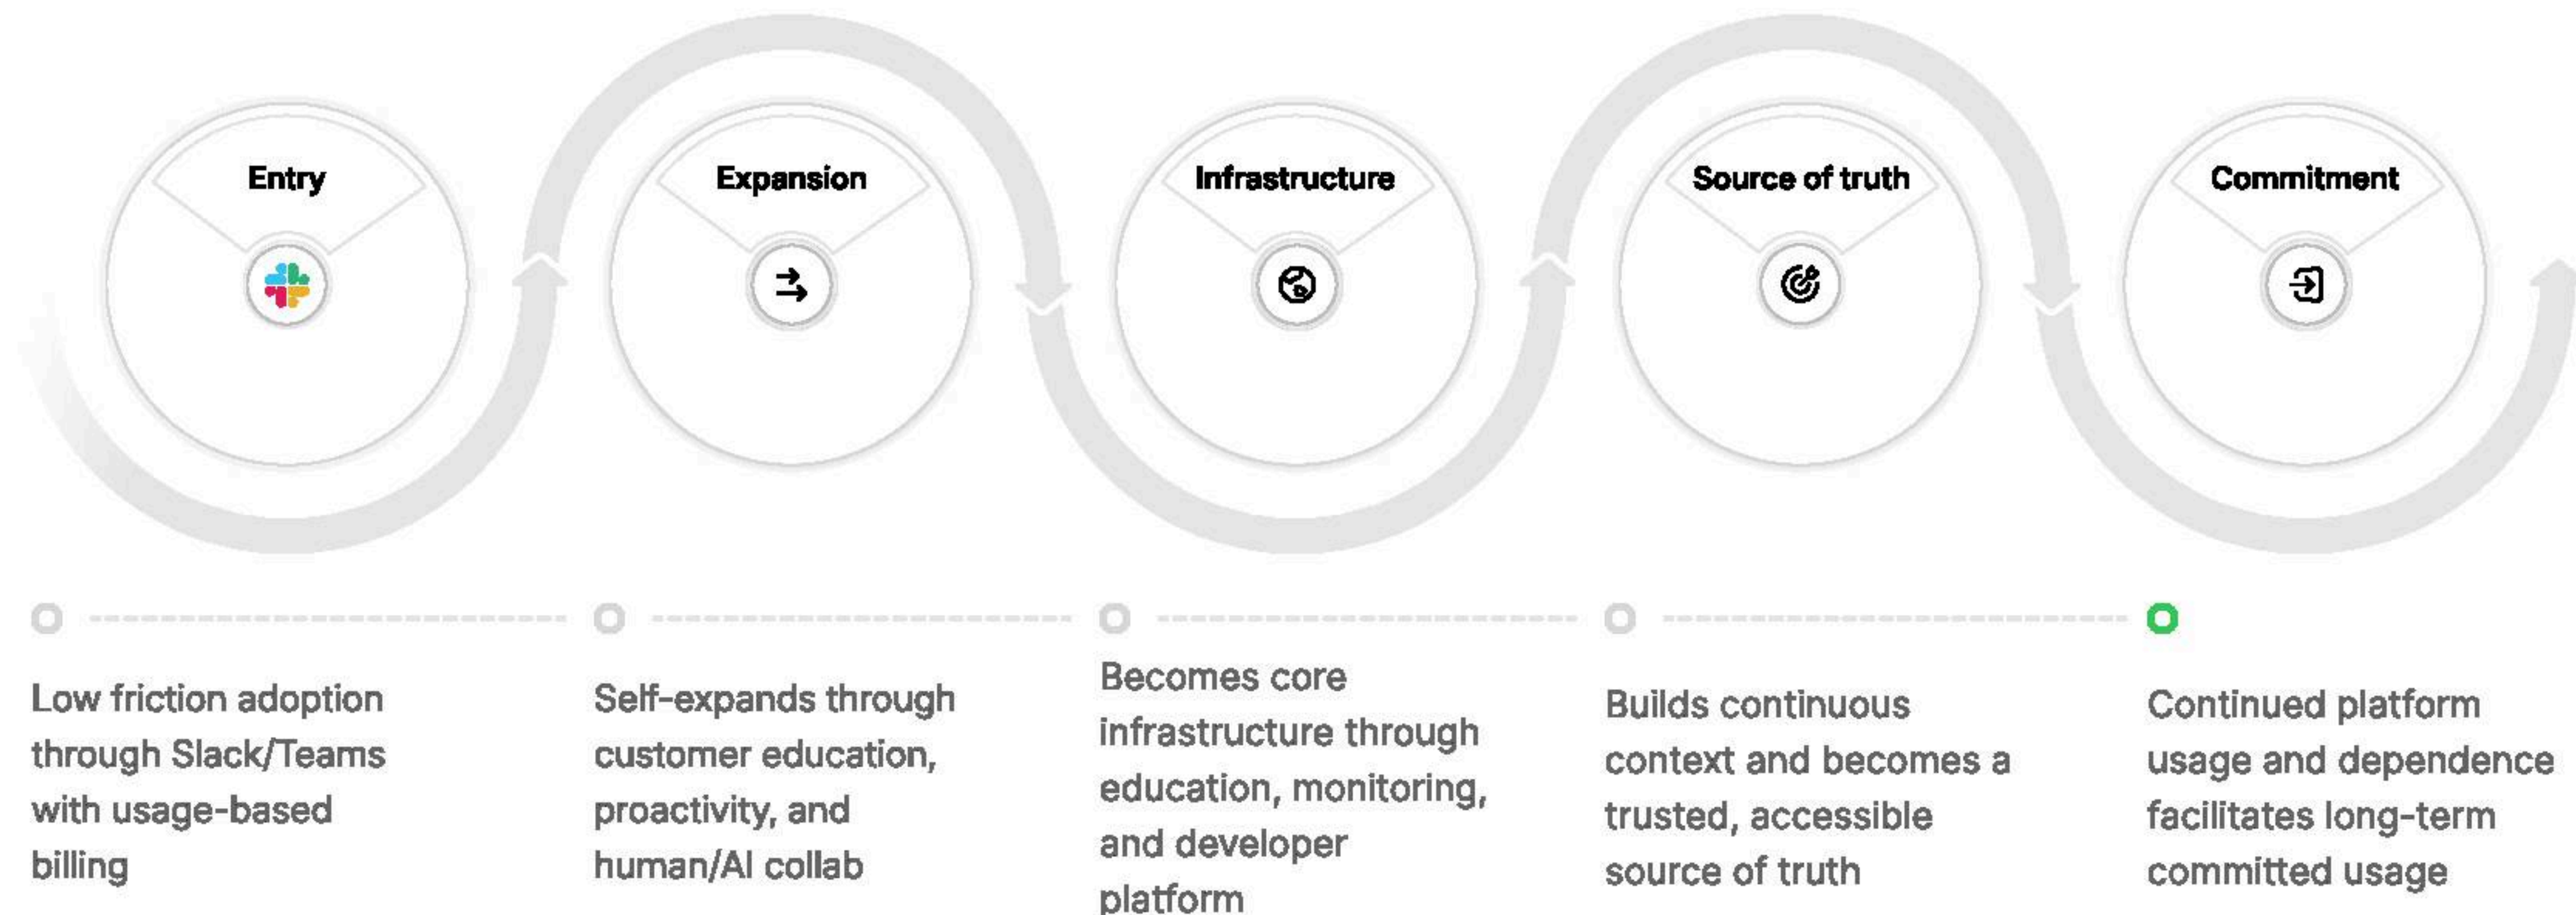 Entry
Expansion
Infrastructure
Source of truth
Commitment
Low friction adoption
through Slack/Teams
with usage-based
billing
Self-expands through
customer education,
proactivity, and
human/AI collab
Becomes core
infrastructure through
education, monitoring,
and developer
platform
Builds continuous
context and becomes a
trusted, accessible
source of truth
Continued platform
usage and dependence
facilitates long-term
committed usage